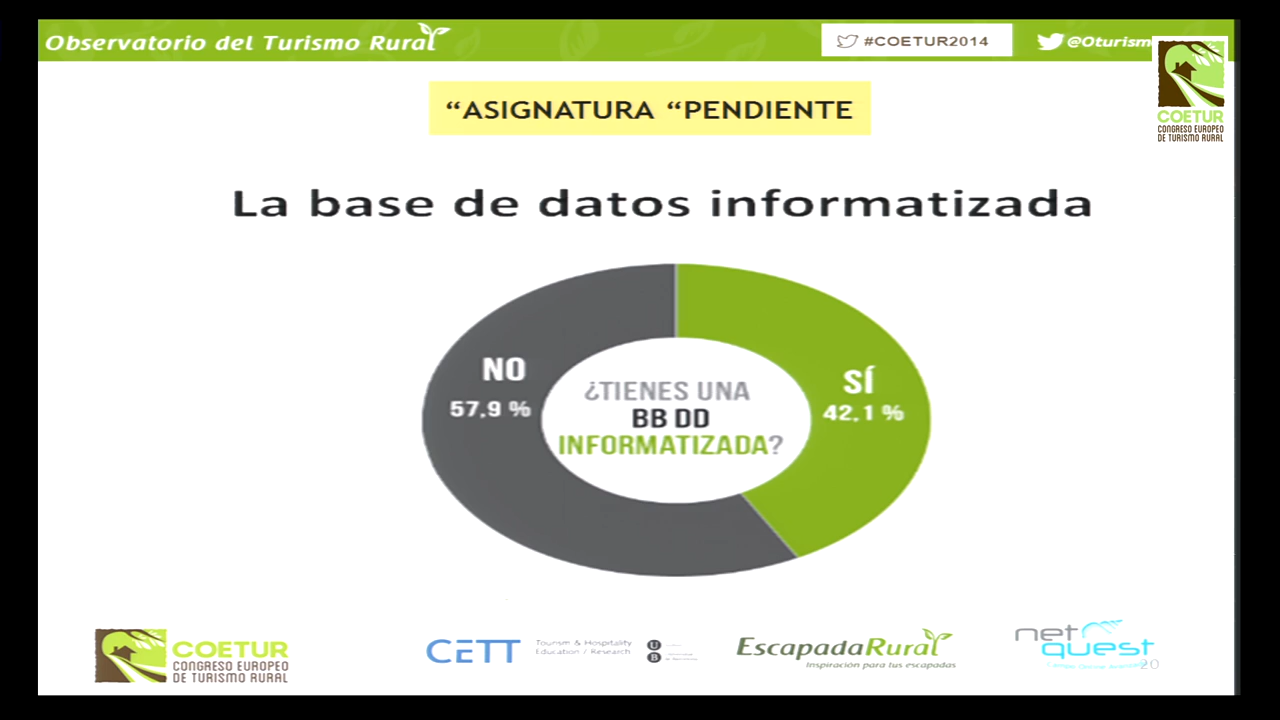 Observatorio del Turismo Rural
#COETUR2014
@Oturism
COETUR
CONGRESO EUROPEO
DE TURISMO RURAL
“ASIGNATURA “PENDIENTE
La base de datos informatizada
NO
57.9 %
¿TIENES UNA
BB DD
INFORMATIZADA?
SÍ
42.1 %
COETUR
CONGRESO EUROPEO
DE TURISMO RURAL
CETT
Tourism & Hospitality
Education / Research
UB
EscapadaRural
Inspiración para tus escapadas
net
quest
20